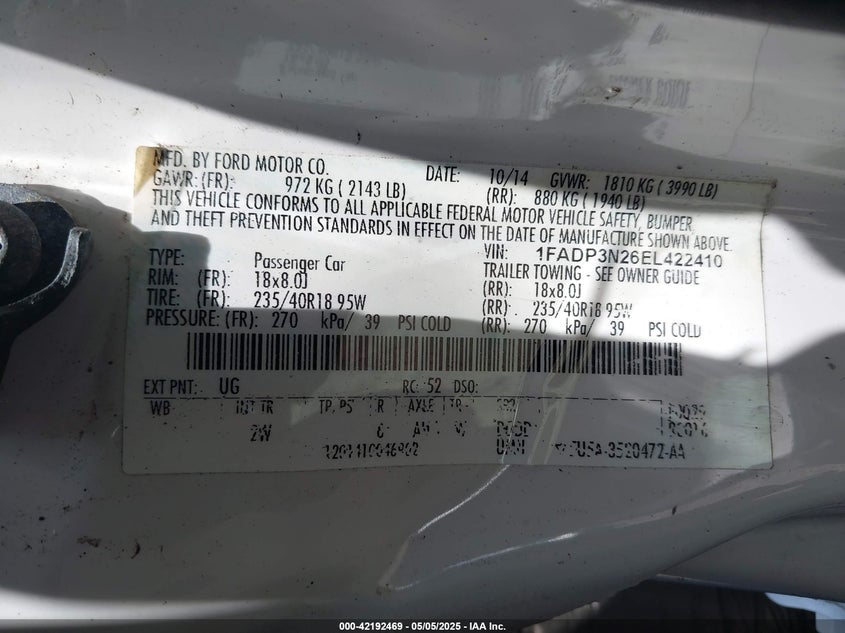 MFD. BY FORD MOTOR CO. DATE: 10/14 GVWR: 1810 KG ( 3990 LB)
GAWR: (FR): 972 KG ( 2143 LB) (RR): 880 KG ( 1940 LB)
THIS VEHICLE CONFORMS TO ALL APPLICABLE FEDERAL MOTOR VEHICLE SAFETY, BUMPER,
AND THEFT PREVENTION STANDARDS IN EFFECT ON THE DATE OF MANUFACTURE SHOWN ABOVE.
VIN: 1FADP3N26EL422410
TYPE: Passenger Car TRAILER TOWING - SEE OWNER GUIDE
RIM: (FR): 18x8.0J (RR): 18x8.0J
TIRE: (FR): 235/40R18 95W (RR): 235/40R18 95W
PRESSURE: (FR): 270 kPa/ 39 PSI COLD (RR): 270 kPa/ 39 PSI COLD
EXT PNT: UG RC: 52 DSO:
WB INT TR TP, PS R AXLE TR
2W
000-42192469 - 05/05/2025 - IAA Inc.